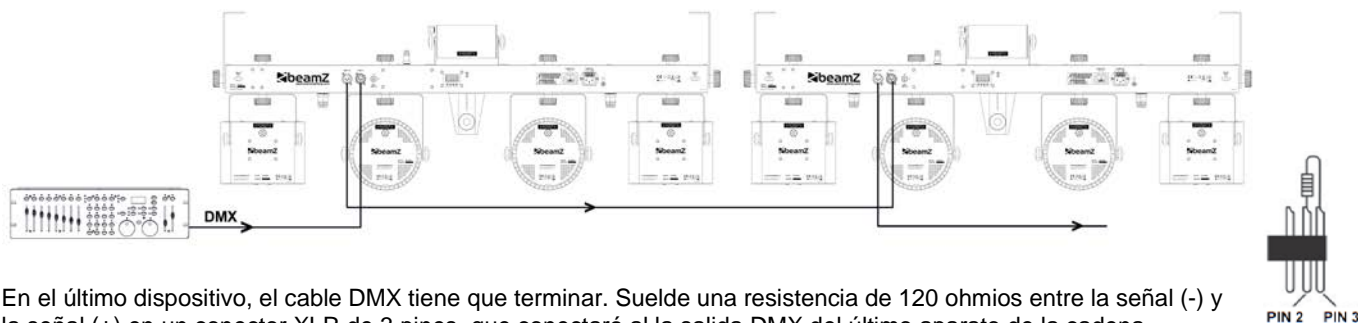 beamZ
beamZ
beamZ
beamZ
beamZ
beamZ
beamZ
beamZ
beamZ
beamZ
DMX
En el último dispositivo, el cable DMX tiene que terminar. Suelde una resistencia de 120 ohmios entre la señal (-) y
la señal (+) en un conector XLR de 3 pines, que conectaró al la salida DMX del último aparato de la cadena
PIN 2 PIN 3